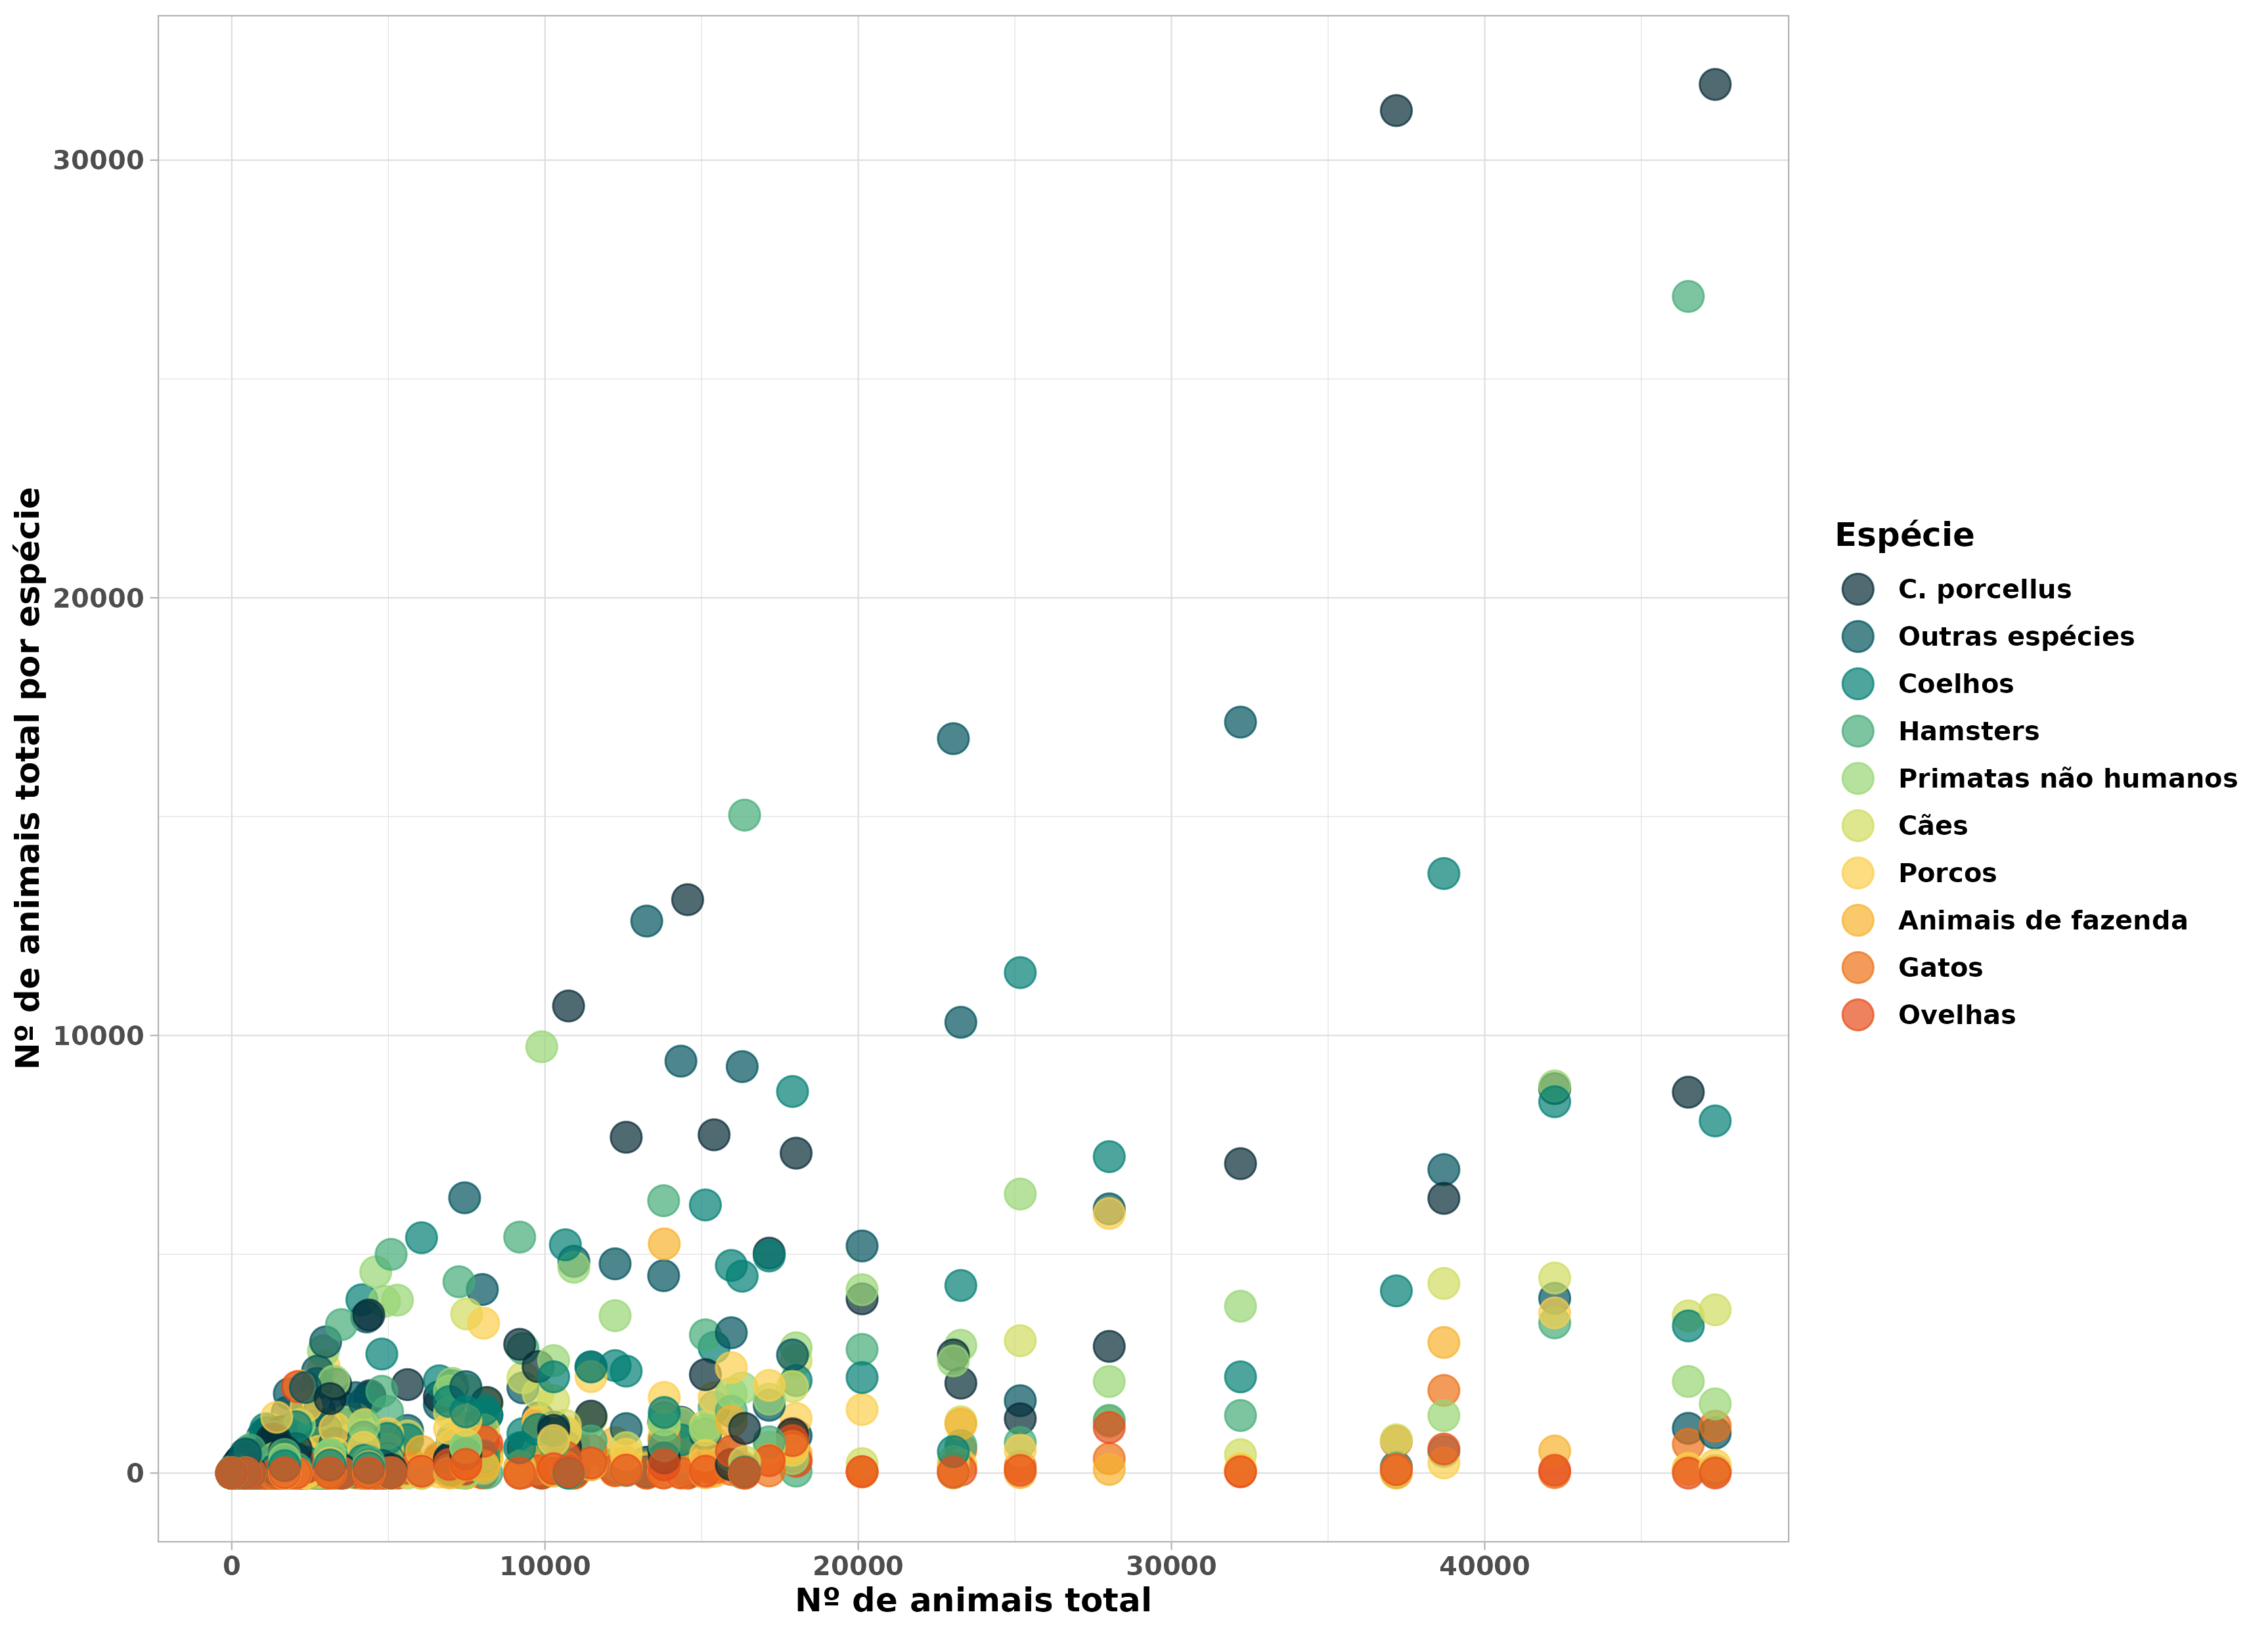 30000
20000
10000
0
Nº de animais total por espécie
0 10000 20000 30000 40000
Nº de animais total
Espécie
C. porcellus
Outras espécies
Coelhos
Hamsters
Primatas não humanos
Cães
Porcos
Animais de fazenda
Gatos
Ovelhas